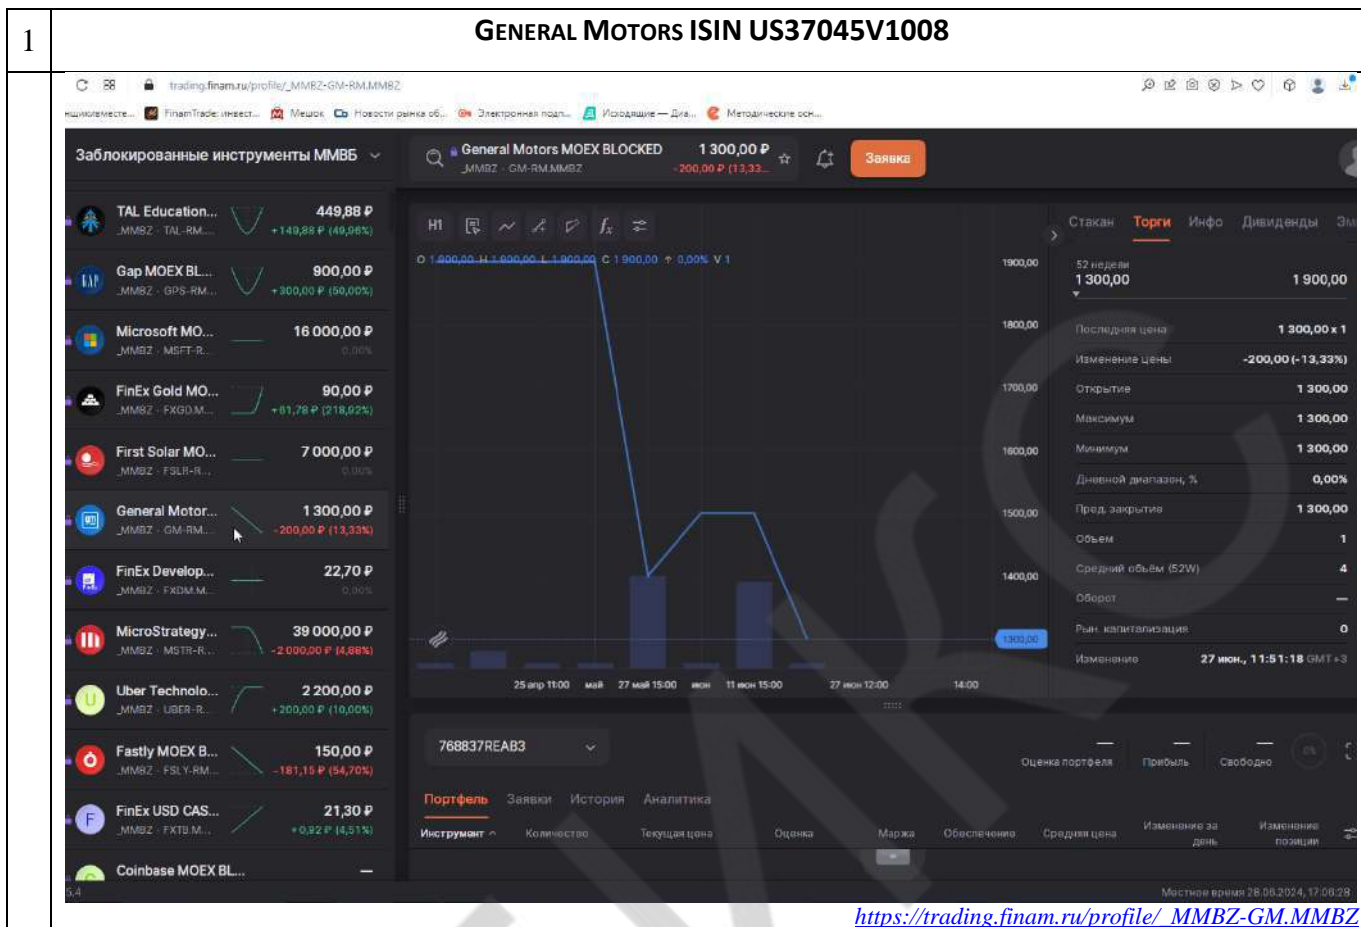 1
GENERAL MOTORS ISIN US37045V1008
trading.finam.ru/profile/_MMBZ-GM-RM.MMBZ
FinamTrade: инвест... Мешок Новости рынка об... Электронная подп... Исходящие — Диа... Методические осн...
Заблокированные инструменты ММВБ
General Motors MOEX BLOCKED 1 300,00 ₽
_MMBZ · GM-RM.MMBZ -200,00 ₽ (13,33...
Заявка
TAL Education... 449,88 ₽
_MMBZ · TAL-RM.... +149,88 ₽ (49,96%)
Gap MOEX BL... 900,00 ₽
_MMBZ · GPS-RM... +300,00 ₽ (50,00%)
Microsoft MO... 16 000,00 ₽
_MMBZ · MSFT-R... 0,00%
FinEx Gold MO... 90,00 ₽
_MMBZ · FXGD.M... +61,78 ₽ (218,92%)
First Solar MO... 7 000,00 ₽
_MMBZ · FSLR-R... 0,00%
General Motor... 1 300,00 ₽
_MMBZ · GM-RM.... -200,00 ₽ (13,33%)
FinEx Develop... 22,70 ₽
_MMBZ · FXDM.M... 0,00%
MicroStrategy... 39 000,00 ₽
_MMBZ · MSTR-R... -2 000,00 ₽ (4,88%)
Uber Technolo... 2 200,00 ₽
_MMBZ · UBER-R... +200,00 ₽ (10,00%)
Fastly MOEX B... 150,00 ₽
_MMBZ · FSLY-RM... -181,15 ₽ (54,70%)
FinEx USD CAS... 21,30 ₽
_MMBZ · FXTB.M... +0,92 ₽ (4,51%)
Coinbase MOEX BL... —
H1
O 1 900,00 H 1 900,00 L 1 900,00 C 1 900,00 0,00% V 1
1900,00
1800,00
1700,00
1600,00
1500,00
1400,00
1300,00
25 апр 11:00 май 27 май 15:00 июн 11 июн 15:00 27 июн 12:00 14:00
Стакан Торги Инфо Дивиденды
52 недели
1 300,00 1 900,00
Последняя цена 1 300,00 x 1
Изменение цены -200,00 (-13,33%)
Открытие 1 300,00
Максимум 1 300,00
Минимум 1 300,00
Дневной диапазон, % 0,00%
Пред. закрытие 1 300,00
Объем 1
Средний объём (52W) 4
Оборот —
Рын. капитализация 0
Изменение 27 июн., 11:51:18 GMT+3
768837REAB3
— — — 0%
Оценка портфеля Прибыль Свободно
Портфель Заявки История Аналитика
Инструмент Количество Текущая цена Оценка Маржа Обеспечение Средняя цена Изменение за день Изменение позиции
5.4
Местное время 28.06.2024, 17:06:28
https://trading.finam.ru/profile/_MMBZ-GM.MMBZ